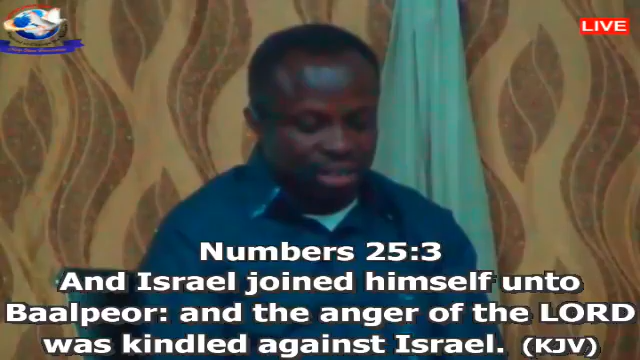 LIVE
Numbers 25:3
And Israel joined himself unto
Baalpeor: and the anger of the LORD
was kindled against Israel. (KJV)